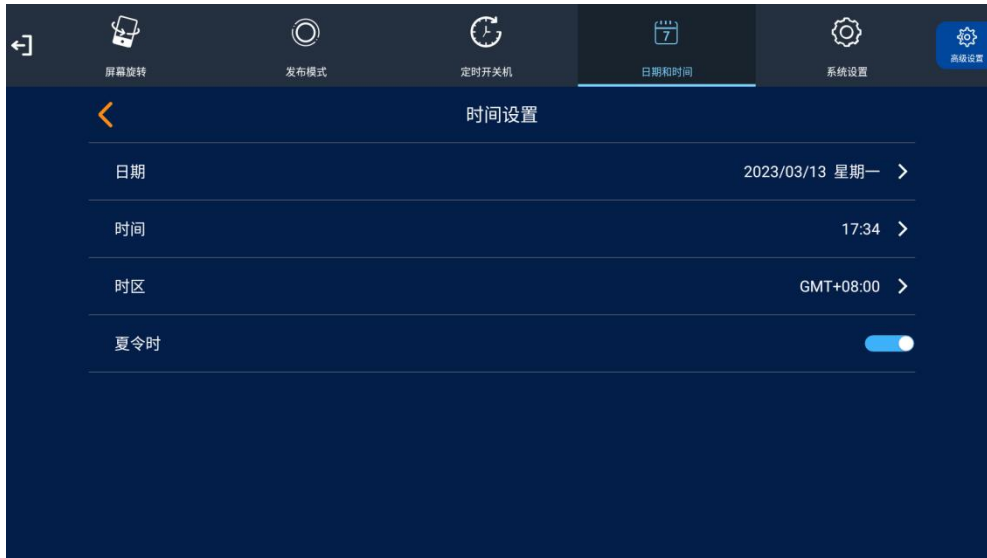 屏幕旋转
发布模式
定时开关机
7
日期和时间
系统设置
高级设置
时间设置
日期 2023/03/13 星期一
时间 17:34
时区 GMT+08:00
夏令时